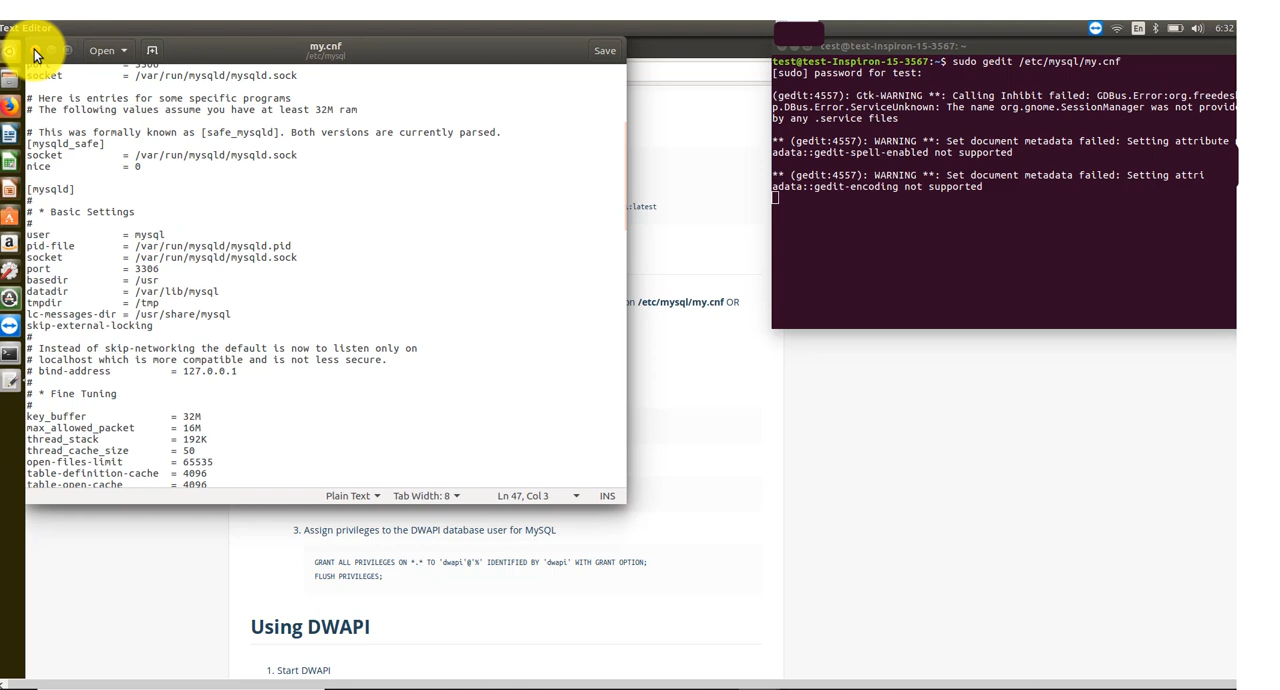 Text Editor
En
6:32
Open
my.cnf
/etc/mysql
Save
socket = /var/run/mysqld/mysqld.sock
# Here is entries for some specific programs
# The following values assume you have at least 32M ram
# This was formally known as [safe_mysqld]. Both versions are currently parsed.
[mysqld_safe]
socket = /var/run/mysqld/mysqld.sock
nice = 0
[mysqld]
#
# * Basic Settings
#
user = mysql
pid-file = /var/run/mysqld/mysqld.pid
socket = /var/run/mysqld/mysqld.sock
port = 3306
basedir = /usr
datadir = /var/lib/mysql
tmpdir = /tmp
lc-messages-dir = /usr/share/mysql
skip-external-locking
#
# Instead of skip-networking the default is now to listen only on
# localhost which is more compatible and is not less secure.
# bind-address = 127.0.0.1
#
# * Fine Tuning
#
key_buffer = 32M
max_allowed_packet = 16M
thread_stack = 192K
thread_cache_size = 50
open-files-limit = 65535
table-definition-cache = 4096
table-open-cache = 4096
Plain Text
Tab Width: 8
Ln 47, Col 3
INS
:latest
on /etc/mysql/my.cnf OR
3. Assign privileges to the DWAPI database user for MySQL
GRANT ALL PRIVILEGES ON *.* TO 'dwapi'@'%' IDENTIFIED BY 'dwapi' WITH GRANT OPTION;
FLUSH PRIVILEGES;
Using DWAPI
1. Start DWAPI
test@test-Inspiron-15-3567: ~
test@test-Inspiron-15-3567:~$ sudo gedit /etc/mysql/my.cnf
[sudo] password for test:
(gedit:4557): Gtk-WARNING **: Calling Inhibit failed: GDBus.Error:org.freedes
p.DBus.Error.ServiceUnknown: The name org.gnome.SessionManager was not provid
by any .service files
** (gedit:4557): WARNING **: Set document metadata failed: Setting attribute
adata::gedit-spell-enabled not supported
** (gedit:4557): WARNING **: Set document metadata failed: Setting attri
adata::gedit-encoding not supported